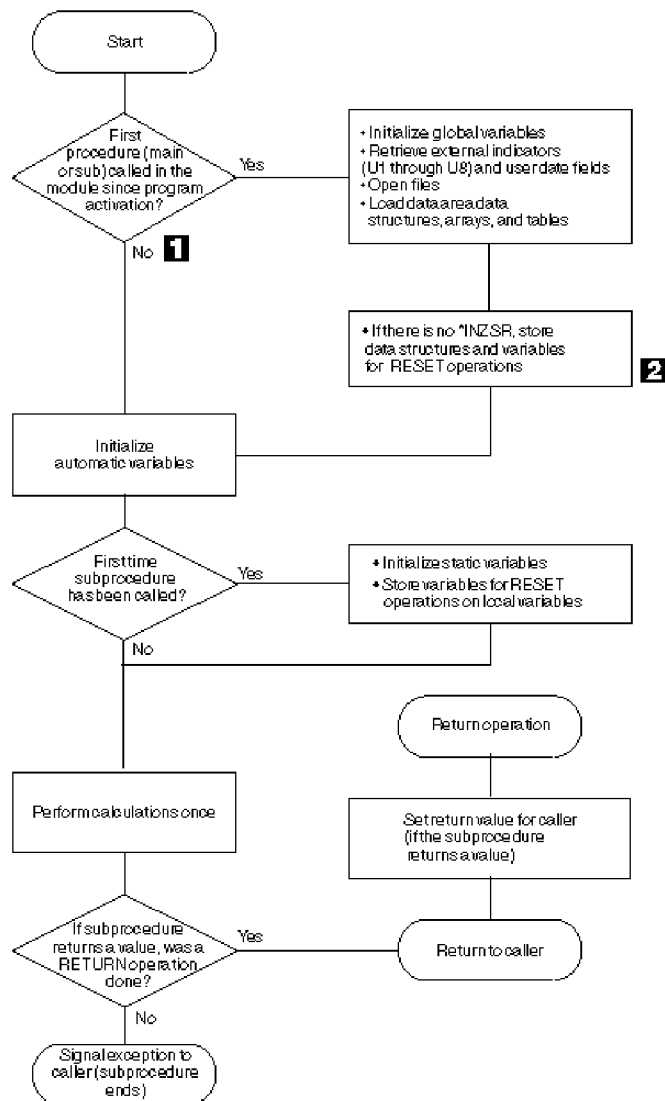 Start
First
procedure (main
or sub) called in the
module since program
activation?
Yes
• Initialize global variables
• Retrieve external indicators
(U1 through U8) and user date fields
• Open files
• Load data area data
structures, arrays, and tables
No 1
• If there is no *INZSR, store
data structures and variables
for RESET operations
2
Initialize
automatic variables
First time
subprocedure
has been called?
Yes
• Initialize static variables
• Store variables for RESET
operations on local variables
No
Return operation
Perform calculations once
Set return value for caller
(if the subprocedure
returns a value)
If subprocedure
returns a value, was a
RETURN operation
done?
Yes
Return to caller
No
Signal exception to
caller (subprocedure
ends)